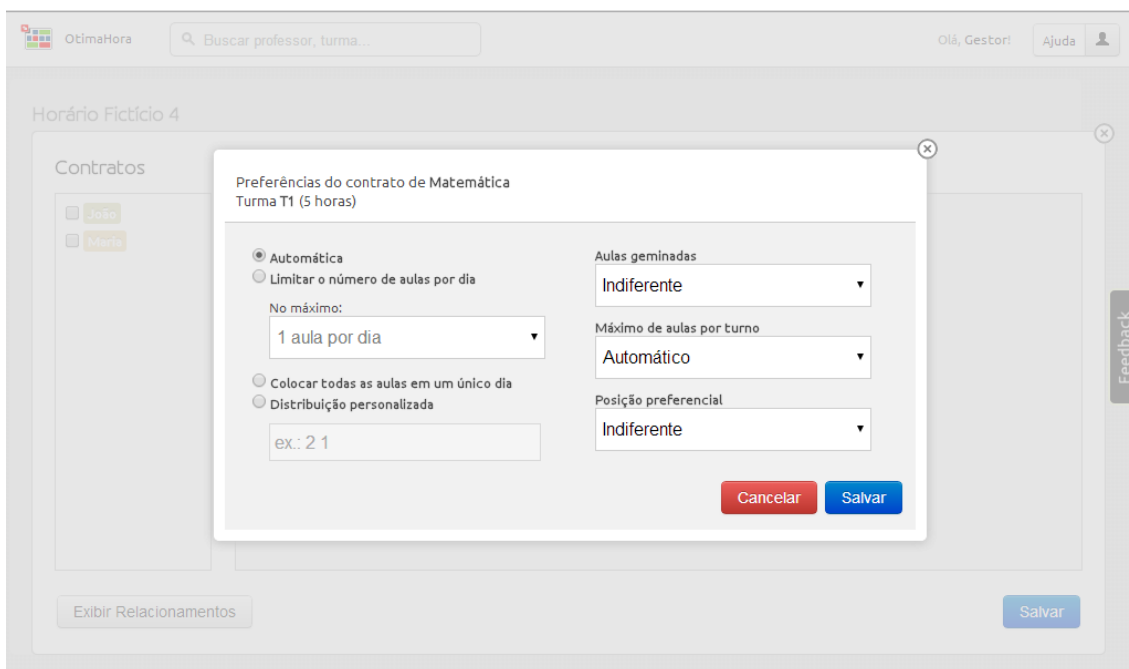 OtimaHora
Buscar professor, turma...
Olá, Gestor!
Ajuda
Horário Fictício 4
Contratos
João
Maria
Preferências do contrato de Matemática
Turma T1 (5 horas)
Automática
Limitar o número de aulas por dia
No máximo:
1 aula por dia
Colocar todas as aulas em um único dia
Distribuição personalizada
ex.: 2 1
Aulas geminadas
Indiferente
Máximo de aulas por turno
Automático
Posição preferencial
Indiferente
Cancelar
Salvar
Feedback
Exibir Relacionamentos
Salvar